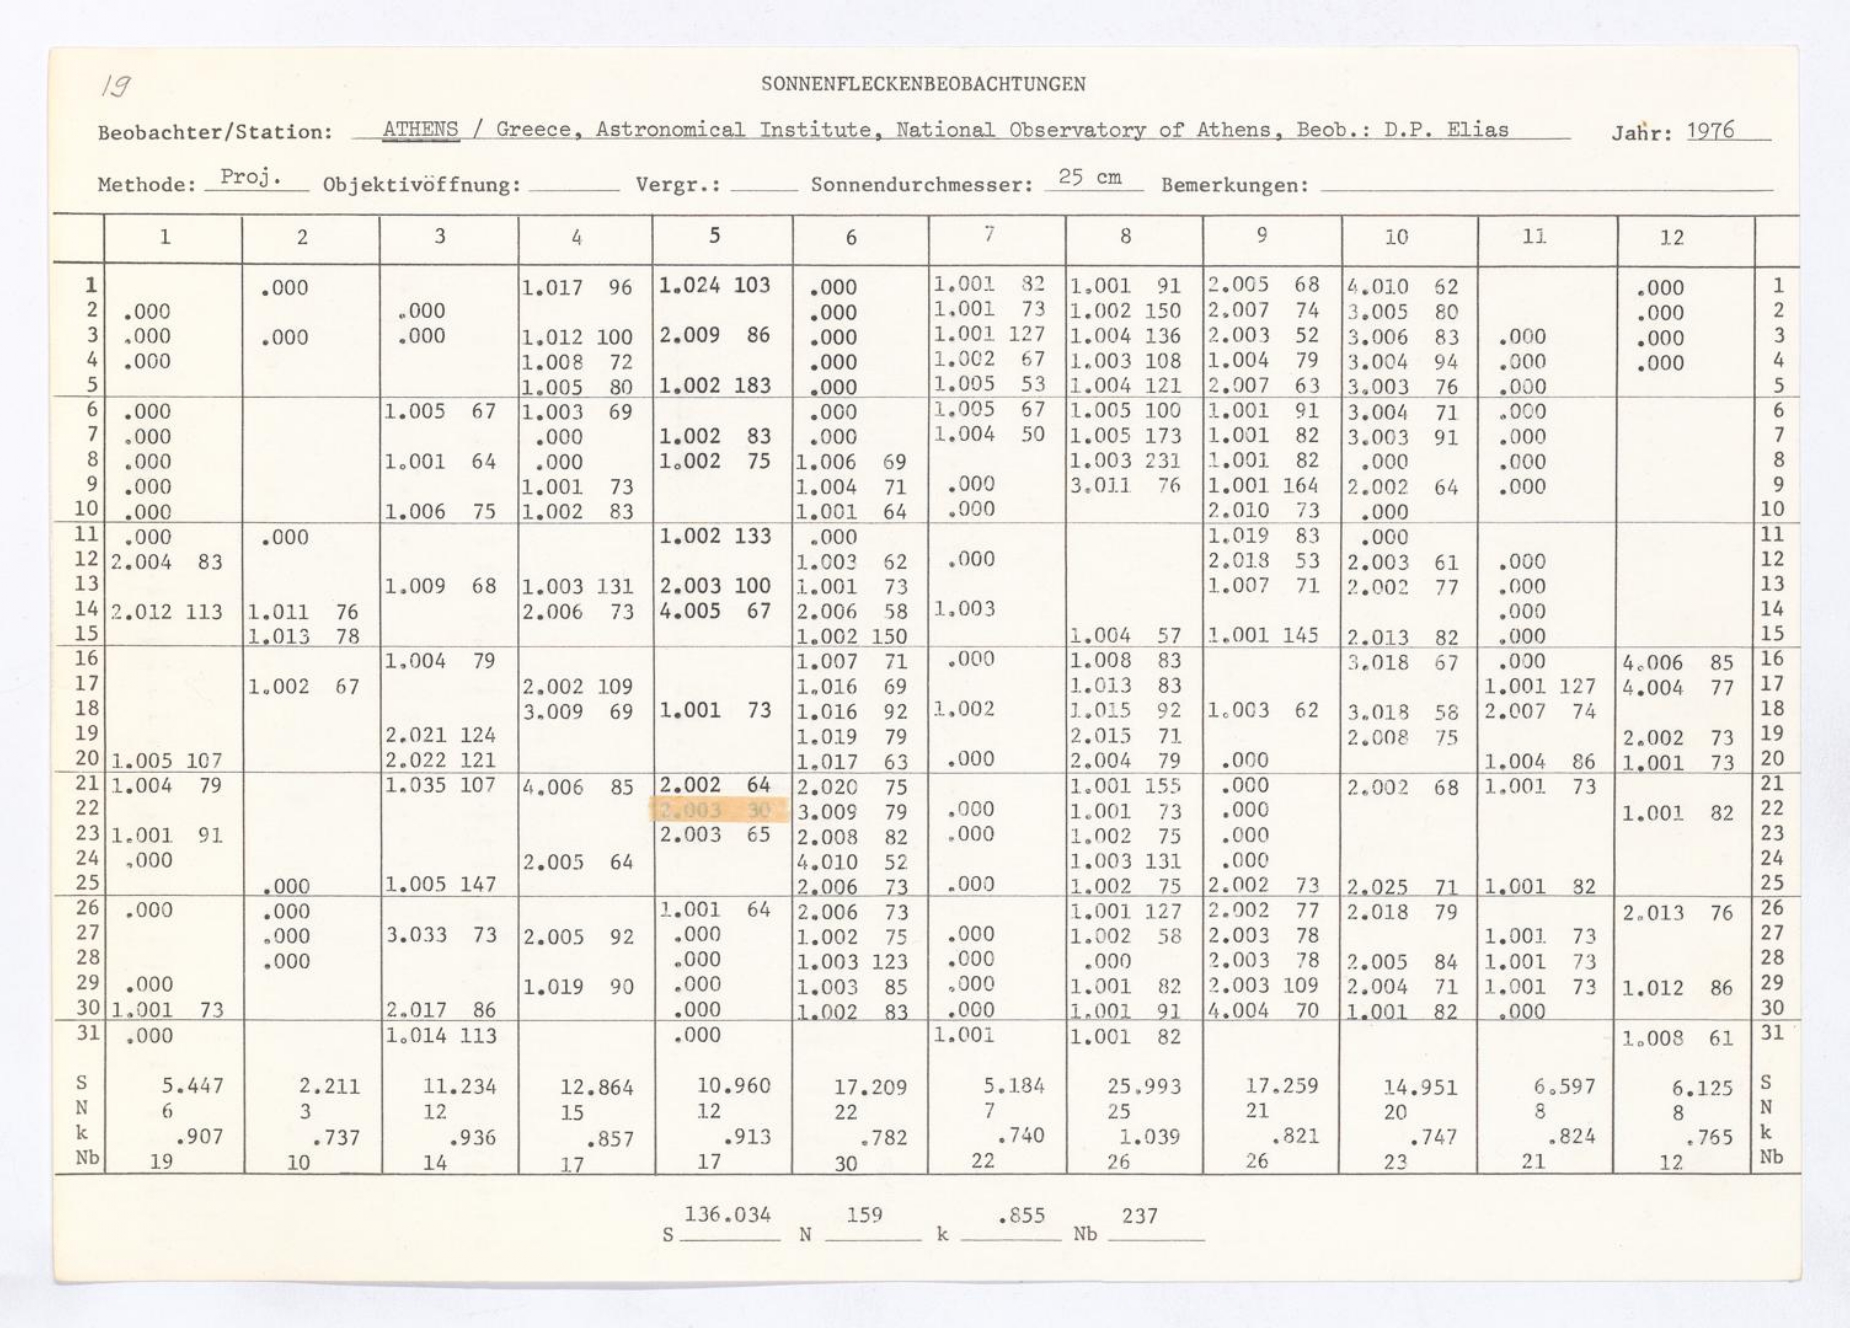 19
SONNENFLECKENBEOBACHTUNGEN
Beobachter/Station: ATHENS / Greece, Astronomical Institute, National Observatory of Athens, Beob.: D.P. Elias Jahr: 1976
Methode: Proj. Objektivöffnung: Vergr.: Sonnendurchmesser: 25 cm Bemerkungen:
1 2 3 4 5 6 7 8 9 10 11 12
1 .000 1.017 96 1.024 103 .000 1.001 82 1.001 91 2.005 68 4.010 62 .000 1
2 .000 .000 .000 1.001 73 1.002 150 2.007 74 3.005 80 .000 2
3 .000 .000 .000 1.012 100 2.009 86 .000 1.001 127 1.004 136 2.003 52 3.006 83 .000 .000 3
4 .000 1.008 72 .000 1.002 67 1.003 108 1.004 79 3.004 94 .000 .000 4
5 1.005 80 1.002 183 .000 1.005 53 1.004 121 2.007 63 3.003 76 .000 5
6 .000 1.005 67 1.003 69 .000 1.005 67 1.005 100 1.001 91 3.004 71 .000 6
7 .000 .000 1.002 83 .000 1.004 50 1.005 173 1.001 82 3.003 91 .000 7
8 .000 1.001 64 .000 1.002 75 1.006 69 1.003 231 1.001 82 .000 .000 8
9 .000 1.001 73 1.004 71 .000 3.011 76 1.001 164 2.002 64 .000 9
10 .000 1.006 75 1.002 83 1.001 64 .000 2.010 73 .000 10
11 .000 .000 1.002 133 .000 1.019 83 .000 11
12 2.004 83 1.003 62 .000 2.018 53 2.003 61 .000 12
13 1.009 68 1.003 131 2.003 100 1.001 73 1.007 71 2.002 77 .000 13
14 2.012 113 1.011 76 2.006 73 4.005 67 2.006 58 1.003 .000 14
15 1.013 78 1.002 150 1.004 57 1.001 145 2.013 82 .000 15
16 1.004 79 1.007 71 .000 1.008 83 3.018 67 .000 4.006 85 16
17 1.002 67 2.002 109 1.016 69 1.013 83 1.001 127 4.004 77 17
18 3.009 69 1.001 73 1.016 92 1.002 1.015 92 1.003 62 3.018 58 2.007 74 18
19 2.021 124 1.019 79 2.015 71 2.008 75 2.002 73 19
20 1.005 107 2.022 121 1.017 63 .000 2.004 79 .000 1.004 86 1.001 73 20
21 1.004 79 1.035 107 4.006 85 2.002 64 2.020 75 1.001 155 .000 2.002 68 1.001 73 21
22 2.003 30 3.009 79 .000 1.001 73 .000 1.001 82 22
23 1.001 91 2.003 65 2.008 82 .000 1.002 75 .000 23
24 .000 2.005 64 4.010 52 1.003 131 .000 24
25 .000 1.005 147 2.006 73 .000 1.002 75 2.002 73 2.025 71 1.001 82 25
26 .000 .000 1.001 64 2.006 73 1.001 127 2.002 77 2.018 79 2.013 76 26
27 .000 3.033 73 2.005 92 .000 1.002 75 .000 1.002 58 2.003 78 1.001 73 27
28 .000 .000 1.003 123 .000 .000 2.003 78 2.005 84 1.001 73 28
29 .000 1.019 90 .000 1.003 85 .000 1.001 82 2.003 109 2.004 71 1.001 73 1.012 86 29
30 1.001 73 2.017 86 .000 1.002 83 .000 1.001 91 4.004 70 1.001 82 .000 30
31 .000 1.014 113 .000 1.001 1.001 82 1.008 61 31
S 5.447 2.211 11.234 12.864 10.960 17.209 5.184 25.993 17.259 14.951 6.597 6.125 S
N 6 3 12 15 12 22 7 25 21 20 8 8 N
k .907 .737 .936 .857 .913 .782 .740 1.039 .821 .747 .824 .765 k
Nb 19 10 14 17 17 30 22 26 26 23 21 12 Nb
S 136.034 N 159 k .855 Nb 237